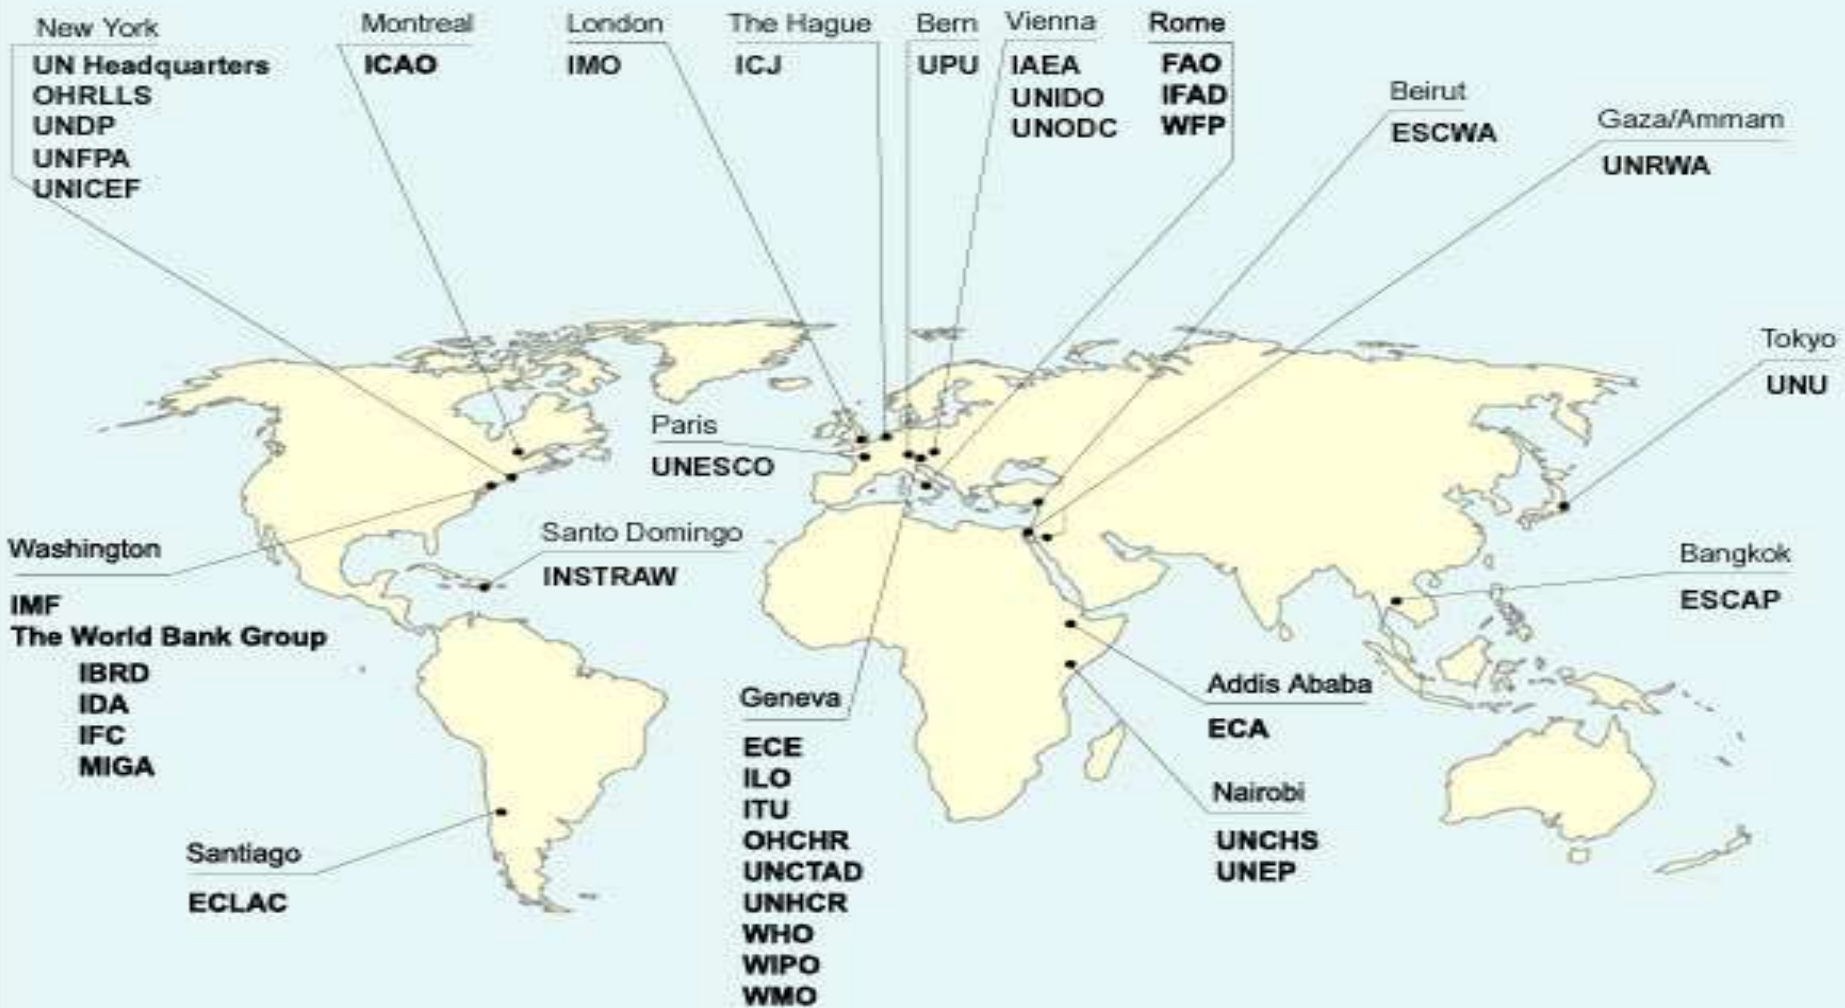 New York
UN Headquarters
OHRLLS
UNDP
UNFPA
UNICEF
Montreal
ICAO
London
IMO
The Hague
ICJ
Bern
UPU
Vienna
IAEA
UNIDO
UNODC
Rome
FAO
IFAD
WFP
Beirut
ESCWA
Gaza/Ammam
UNRWA
Tokyo
UNU
Paris
UNESCO
Washington
IMF
The World Bank Group
IBRD
IDA
IFC
MIGA
Santo Domingo
INSTRAW
Bangkok
ESCAP
Santiago
ECLAC
Geneva
ECE
ILO
ITU
OHCHR
UNCTAD
UNHCR
WHO
WIPO
WMO
Addis Ababa
ECA
Nairobi
UNCHS
UNEP